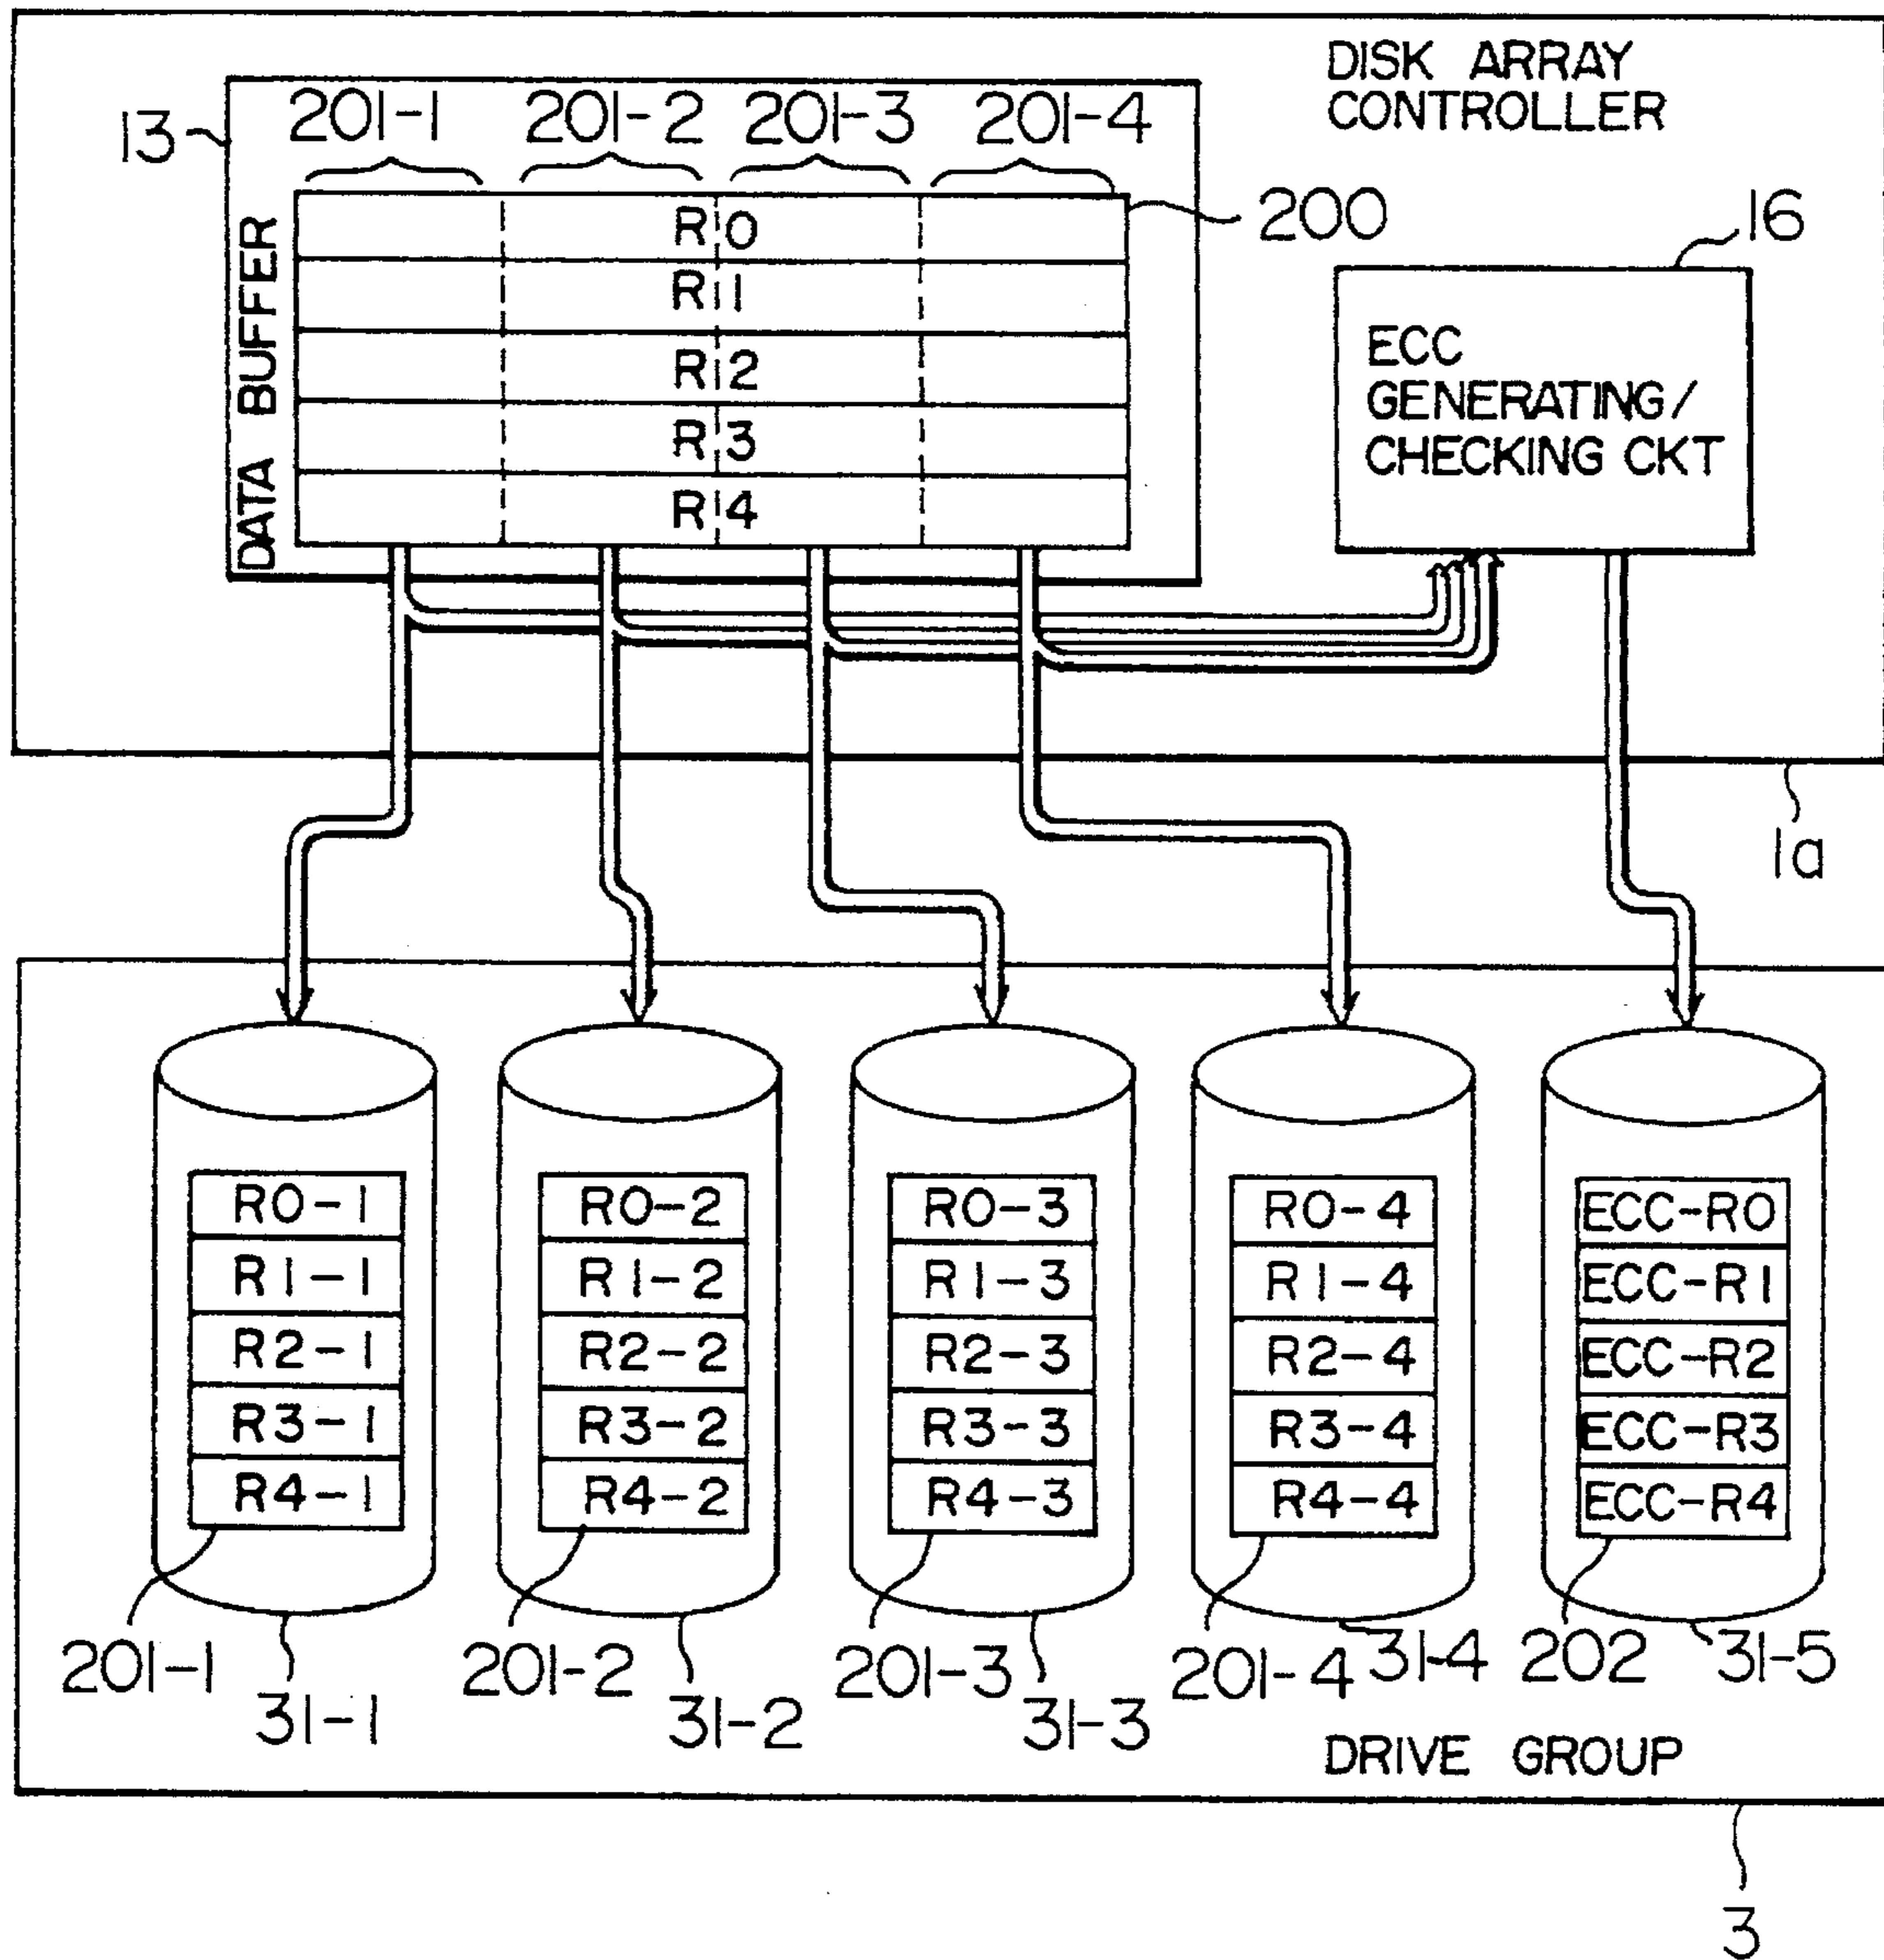 DISK ARRAY
CONTROLLER
13
201-1
201-2
201-3
201-4
200
16
DATA BUFFER
R0
R1
R2
R3
R4
ECC
GENERATING/
CHECKING CKT
1a
R0-1
R1-1
R2-1
R3-1
R4-1
R0-2
R1-2
R2-2
R3-2
R4-2
R0-3
R1-3
R2-3
R3-3
R4-3
R0-4
R1-4
R2-4
R3-4
R4-4
ECC-R0
ECC-R1
ECC-R2
ECC-R3
ECC-R4
201-1
31-1
201-2
31-2
201-3
31-3
201-4
31-4
202
31-5
DRIVE GROUP
3